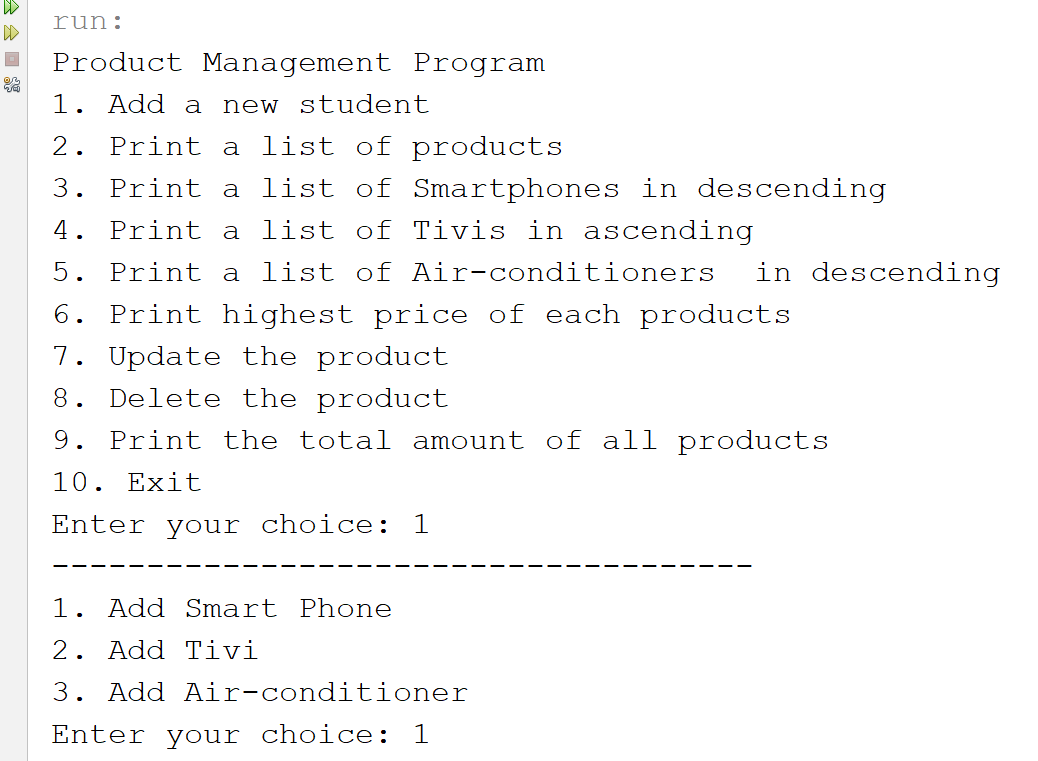 run:
Product Management Program
1. Add a new student
2. Print a list of products
3. Print a list of Smartphones in descending
4. Print a list of Tivis in ascending
5. Print a list of Air-conditioners  in descending
6. Print highest price of each products
7. Update the product
8. Delete the product
9. Print the total amount of all products
10. Exit
Enter your choice: 1
-------------------------------------
1. Add Smart Phone
2. Add Tivi
3. Add Air-conditioner
Enter your choice: 1